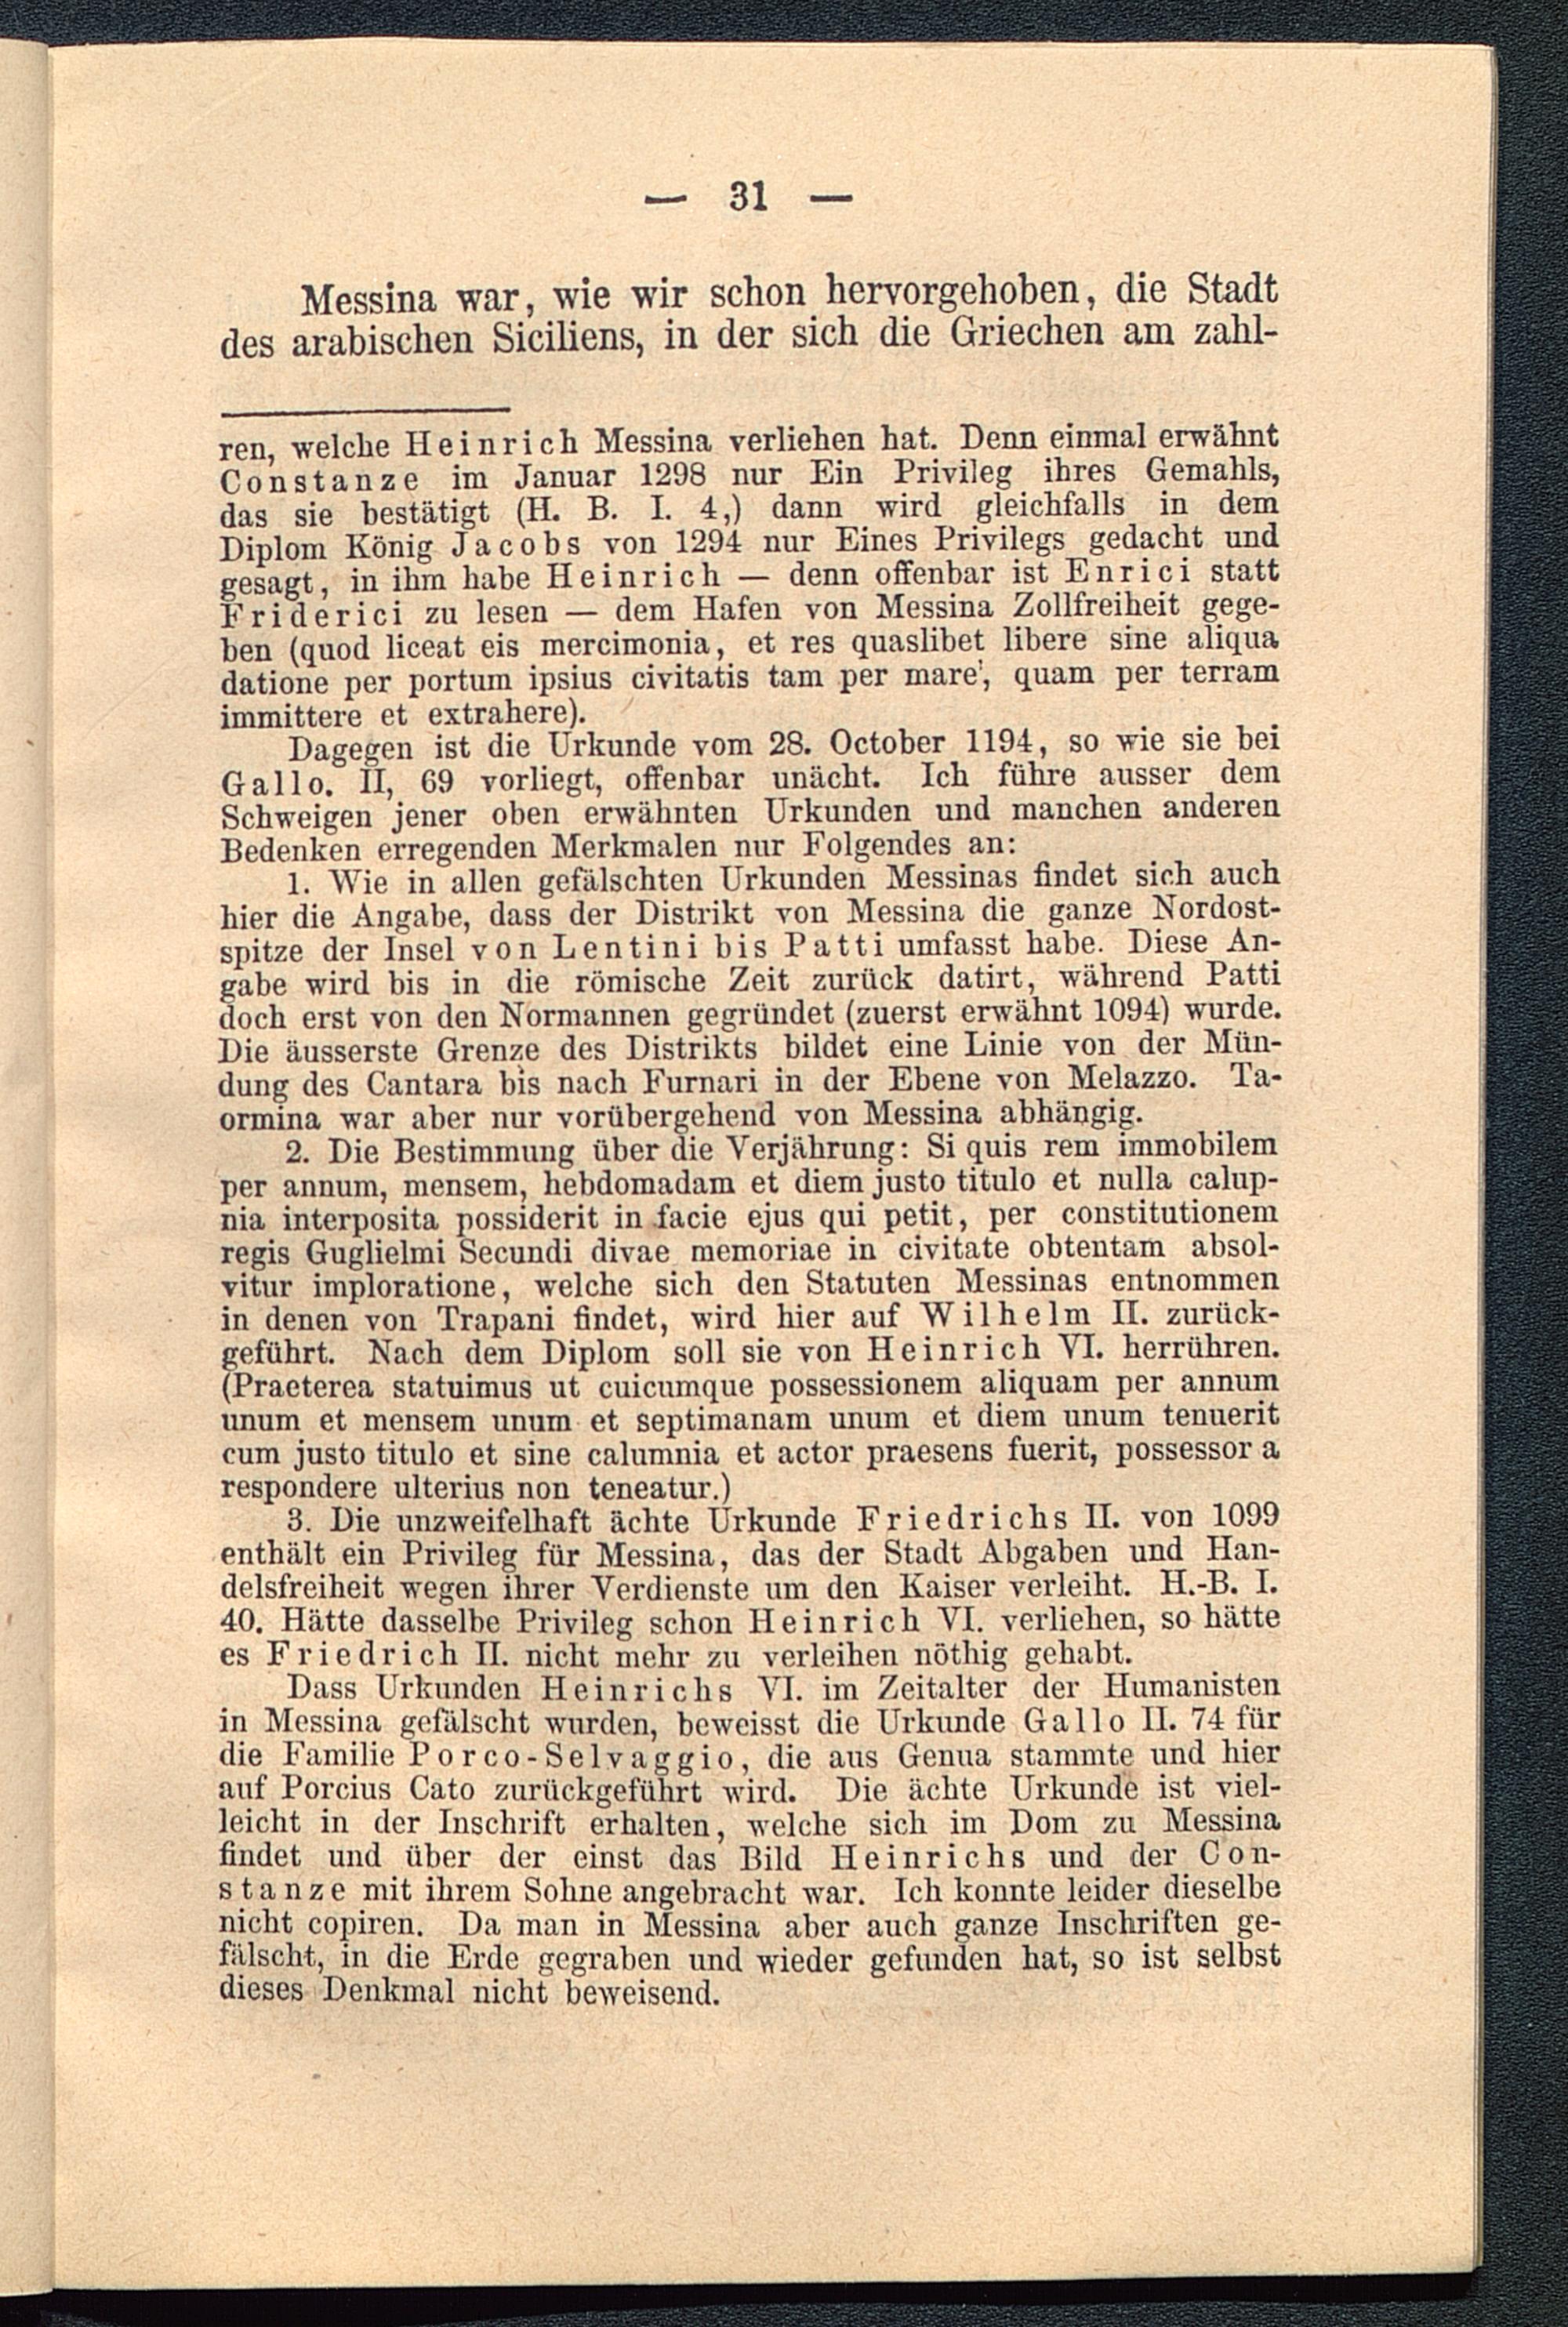 — 31 —
Messina war, wie wir schon hervorgehoben, die Stadt
des arabischen Siciliens, in der sich die Griechen am zahl-
ren, welche Heinrich Messina verliehen hat. Denn einmal erwähnt
Constanze im Januar 1298 nur Ein Privileg ihres Gemahls,
das sie bestätigt (H. B. I. 4,) dann wird gleichfalls in dem
Diplom König Jacobs von 1294 nur Eines Privilegs gedacht und
gesagt, in ihm habe Heinrich — denn offenbar ist Enrici statt
Friderici zu lesen — dem Hafen von Messina Zollfreiheit gege-
ben (quod liceat eis mercimonia, et res quaslibet libere sine aliqua
datione per portum ipsius civitatis tam per mare', quam per terram
immittere et extrahere).
Dagegen ist die Urkunde vom 28. October 1194, so wie sie bei
Gallo. II, 69 vorliegt, offenbar unächt. Ich führe ausser dem
Schweigen jener oben erwähnten Urkunden und manchen anderen
Bedenken erregenden Merkmalen nur Folgendes an:
1. Wie in allen gefälschten Urkunden Messinas findet sich auch
hier die Angabe, dass der Distrikt von Messina die ganze Nordost-
spitze der Insel von Lentini bis Patti umfasst habe. Diese An-
gabe wird bis in die römische Zeit zurück datirt, während Patti
doch erst von den Normannen gegründet (zuerst erwähnt 1094) wurde.
Die äusserste Grenze des Distrikts bildet eine Linie von der Mün-
dung des Cantara bis nach Furnari in der Ebene von Melazzo. Ta-
ormina war aber nur vorübergehend von Messina abhängig.
2. Die Bestimmung über die Verjährung: Si quis rem immobilem
per annum, mensem, hebdomadam et diem justo titulo et nulla calup-
nia interposita possiderit in facie ejus qui petit, per constitutionem
regis Guglielmi Secundi divae memoriae in civitate obtentam absol-
vitur imploratione, welche sich den Statuten Messinas entnommen
in denen von Trapani findet, wird hier auf Wilhelm II. zurück-
geführt. Nach dem Diplom soll sie von Heinrich VI. herrühren.
(Praeterea statuimus ut cuicumque possessionem aliquam per annum
unum et mensem unum et septimanam unum et diem unum tenuerit
cum justo titulo et sine calumnia et actor praesens fuerit, possessor a
respondere ulterius non teneatur.)
3. Die unzweifelhaft ächte Urkunde Friedrichs II. von 1099
enthält ein Privileg für Messina, das der Stadt Abgaben und Han-
delsfreiheit wegen ihrer Verdienste um den Kaiser verleiht. H.-B. I.
40. Hätte dasselbe Privileg schon Heinrich VI. verliehen, so hätte
es Friedrich II. nicht mehr zu verleihen nöthig gehabt.
Dass Urkunden Heinrichs VI. im Zeitalter der Humanisten
in Messina gefälscht wurden, beweisst die Urkunde Gallo II. 74 für
die Familie Porco-Selvaggio, die aus Genua stammte und hier
auf Porcius Cato zurückgeführt wird. Die ächte Urkunde ist viel-
leicht in der Inschrift erhalten, welche sich im Dom zu Messina
findet und über der einst das Bild Heinrichs und der Con-
stanze mit ihrem Sohne angebracht war. Ich konnte leider dieselbe
nicht copiren. Da man in Messina aber auch ganze Inschriften ge-
fälscht, in die Erde gegraben und wieder gefunden hat, so ist selbst
dieses Denkmal nicht beweisend.